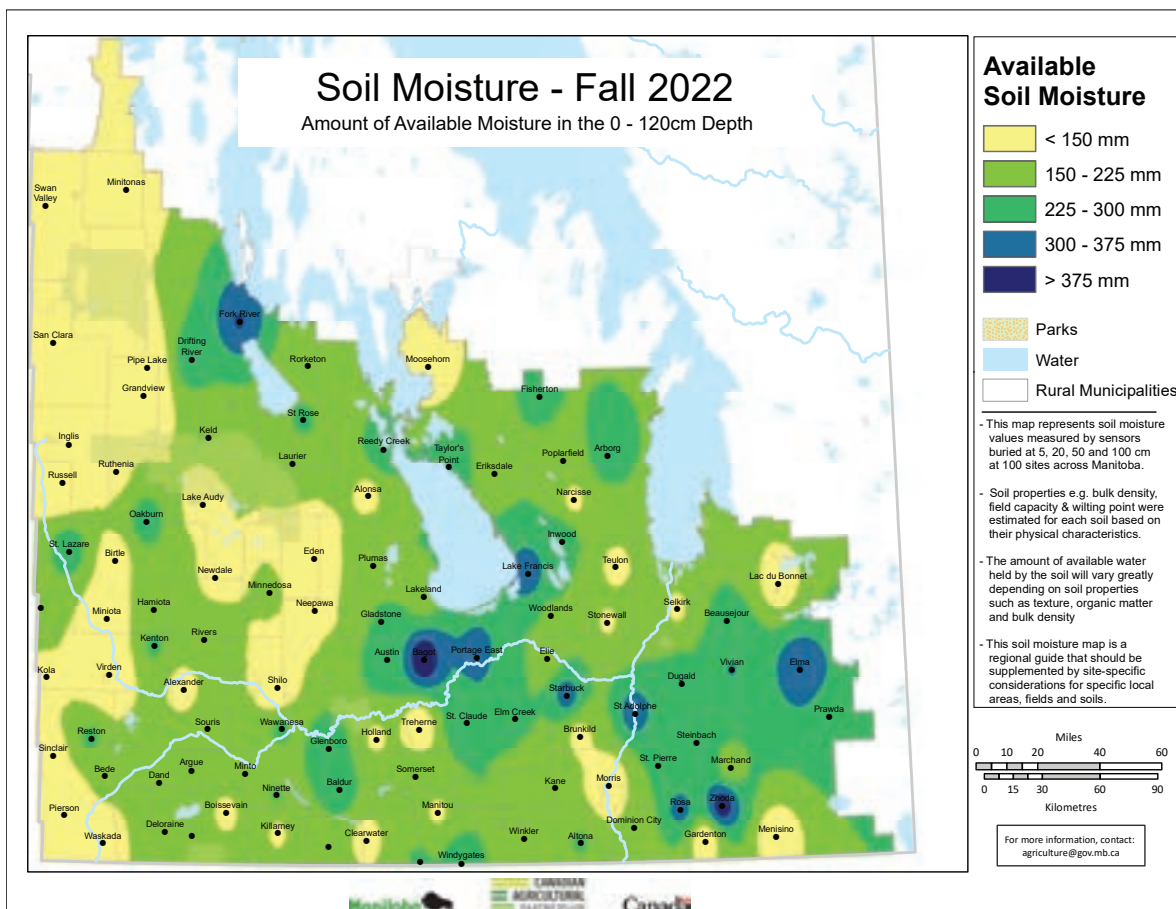 Soil Moisture - Fall 2022
Amount of Available Moisture in the 0 - 120cm Depth
Swan
Valley
Minitonas
San Clara
Fork River
Drifting
River
Pipe Lake
Rorketon
Moosehorn
Grandview
Fisherton
St Rose
Inglis
Keld
Reedy Creek
Taylor's
Point
Arborg
Laurier
Poplarfield
Eriksdale
Russell
Ruthenia
Lake Audy
Alonsa
Narcisse
Oakburn
Inwood
St. Lazare
Birtle
Eden
Plumas
Lake Francis
Teulon
Newdale
Lac du Bonnet
Minnedosa
Lakeland
Miniota
Hamiota
Neepawa
Gladstone
Woodlands
Stonewall
Selkirk
Beausejour
Kenton
Rivers
Austin
Bagot
Portage East
Elie
Kola
Virden
Vivian
Elma
Alexander
Shilo
Dugald
Starbuck
St Adolphe
Prawda
Souris
Wawanesa
St. Claude
Elm Creek
Reston
Holland
Treherne
Brunkild
Steinbach
Glenboro
Sinclair
Bede
Dand
Argue
Minto
St. Pierre
Marchand
Ninette
Baldur
Somerset
Kane
Morris
Pierson
Boissevain
Manitou
Rosa
Zhoda
Waskada
Deloraine
Killarney
Clearwater
Winkler
Altona
Dominion City
Gardenton
Menisino
Windygates
Available
Soil Moisture
< 150 mm
150 - 225 mm
225 - 300 mm
300 - 375 mm
> 375 mm
Parks
Water
Rural Municipalities
- This map represents soil moisture
values measured by sensors
buried at 5, 20, 50 and 100 cm
at 100 sites across Manitoba.
- Soil properties e.g. bulk density,
field capacity & wilting point were
estimated for each soil based on
their physical characteristics.
- The amount of available water
held by the soil will vary greatly
depending on soil properties
such as texture, organic matter
and bulk density
- This soil moisture map is a
regional guide that should be
supplemented by site-specific
considerations for specific local
areas, fields and soils.
Miles
0 10 20 40 60
0 15 30 60 90
Kilometres
For more information, contact:
agriculture@gov.mb.ca
Manitoba
CANADIAN
AGRICULTURAL
Canada